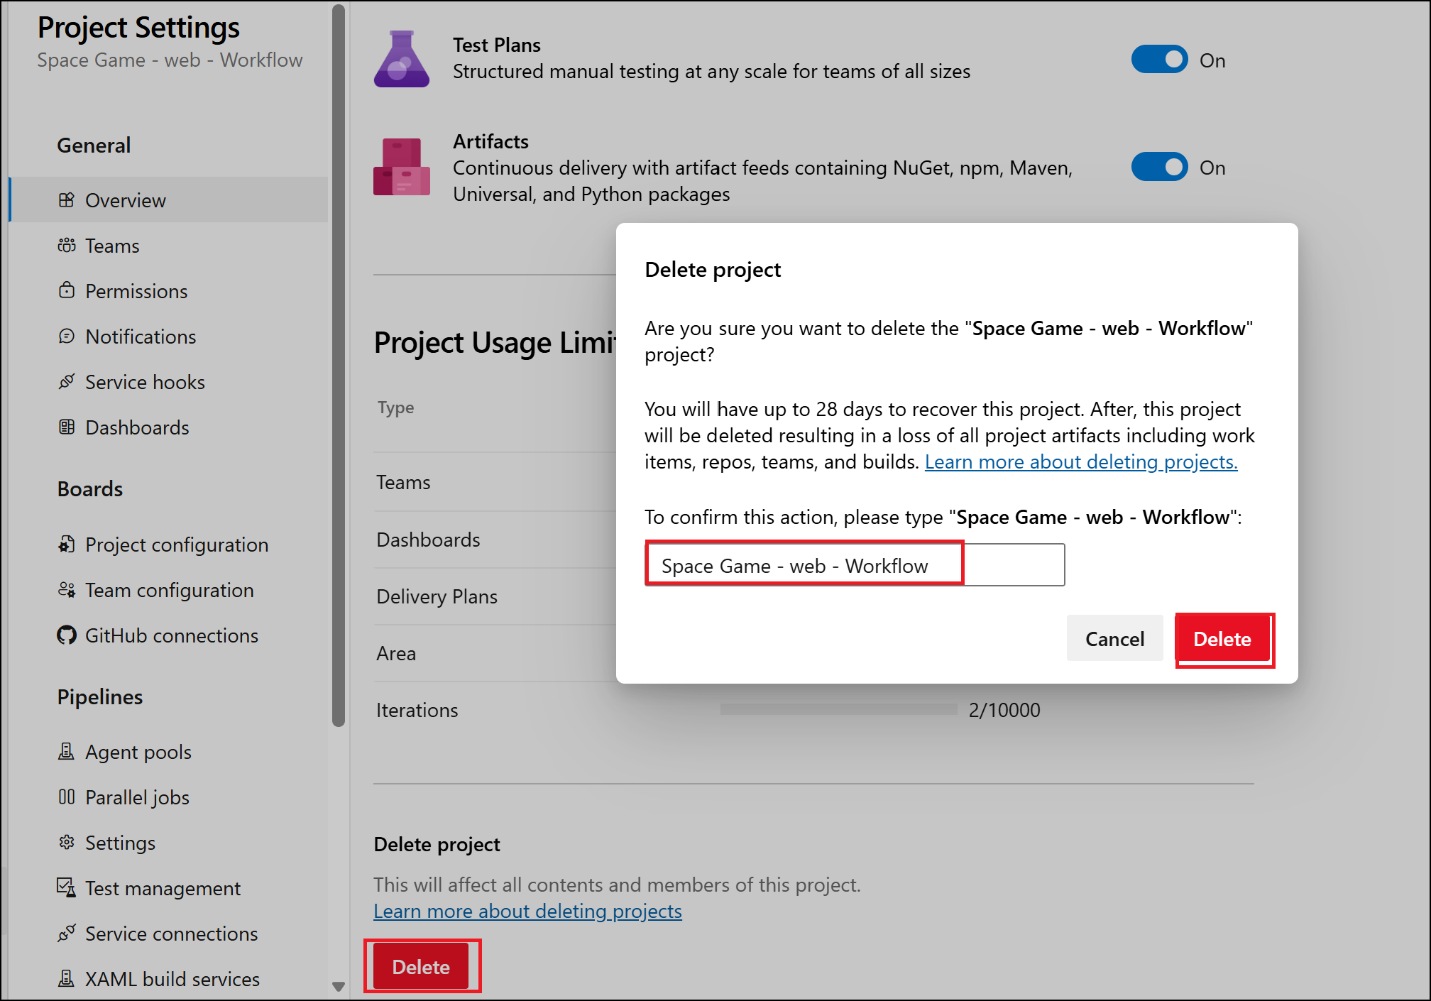 Project Settings
Space Game - web - Workflow
General
Overview
Teams
Permissions
Notifications
Service hooks
Dashboards
Boards
Project configuration
Team configuration
GitHub connections
Pipelines
Agent pools
Parallel jobs
Settings
Test management
Service connections
XAML build services
Test Plans
Structured manual testing at any scale for teams of all sizes
On
Artifacts
Continuous delivery with artifact feeds containing NuGet, npm, Maven,
Universal, and Python packages
On
Project Usage Limi
Type
Teams
Dashboards
Delivery Plans
Area
Iterations
2/10000
Delete project
This will affect all contents and members of this project.
Learn more about deleting projects
Delete
Delete project
Are you sure you want to delete the "Space Game - web - Workflow"
project?
You will have up to 28 days to recover this project. After, this project
will be deleted resulting in a loss of all project artifacts including work
items, repos, teams, and builds. Learn more about deleting projects.
To confirm this action, please type "Space Game - web - Workflow":
Space Game - web - Workflow
Cancel
Delete